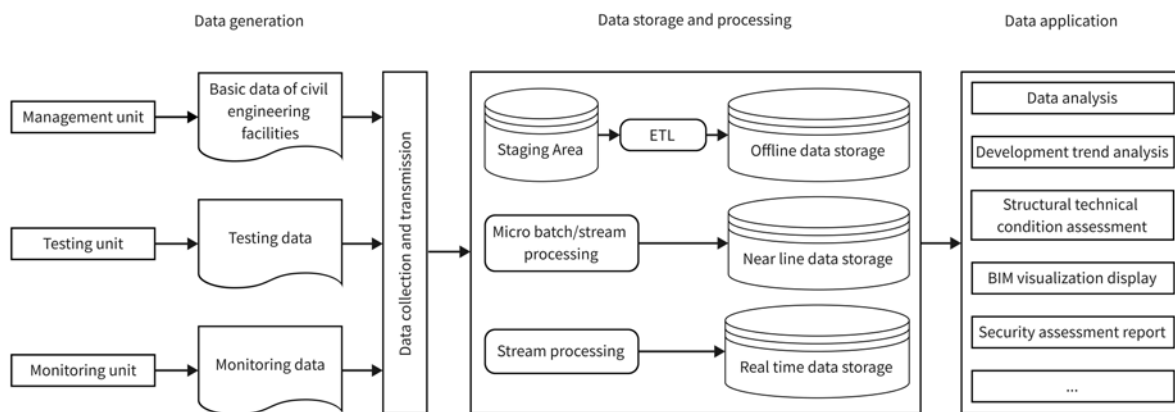 Data generation
Data storage and processing
Data application
Management unit
Basic data of civil
engineering
facilities
Testing unit
Testing data
Monitoring unit
Monitoring data
Data collection and transmission
Staging Area
ETL
Offline data storage
Micro batch/stream
processing
Near line data storage
Stream processing
Real time data storage
Data analysis
Development trend analysis
Structural technical
condition assessment
BIM visualization display
Security assessment report
...